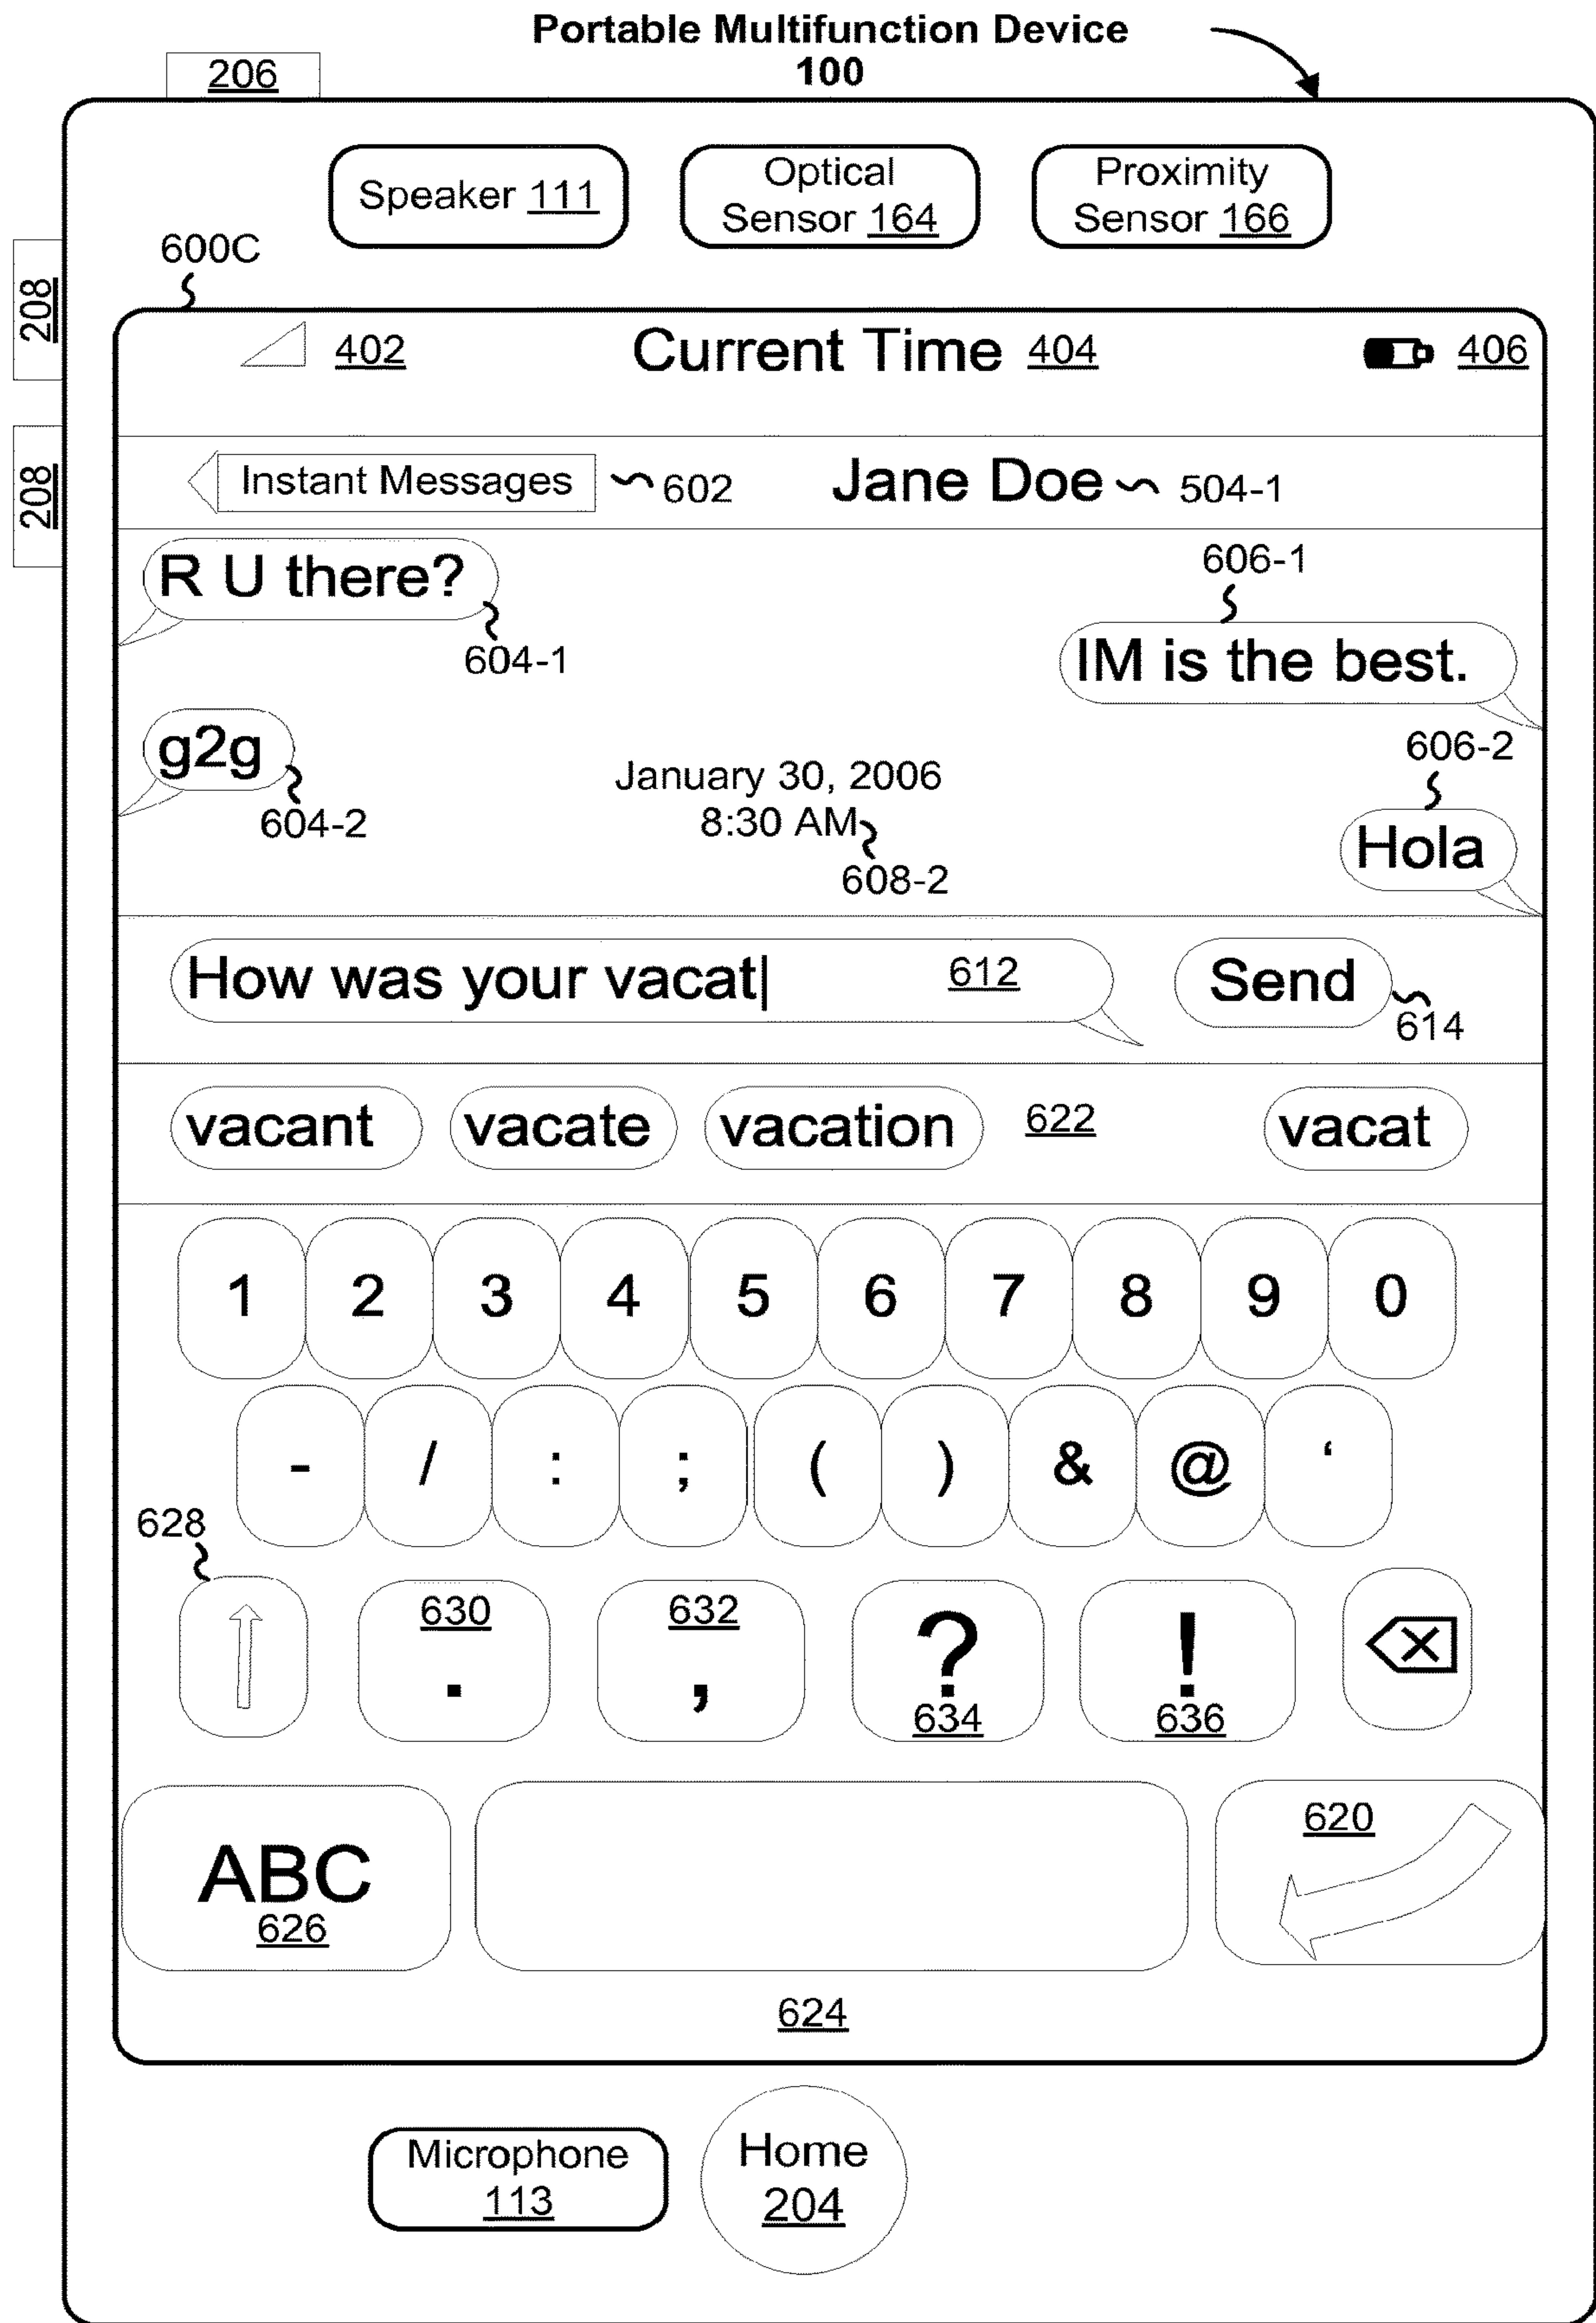 Portable Multifunction Device
100
206
Speaker 111
Optical
Sensor 164
Proximity
Sensor 166
600C
208
208
402
Current Time 404
406
Instant Messages
602
Jane Doe
504-1
R U there?
604-1
606-1
IM is the best.
g2g
604-2
January 30, 2006
8:30 AM
608-2
606-2
Hola
How was your vacat|
612
Send
614
vacant
vacate
vacation
622
vacat
1 2 3 4 5 6 7 8 9 0
- / : ; ( ) & @ ‘
628
630
.
632
,
?
634
!
636
ABC
626
620
624
Microphone
113
Home
204